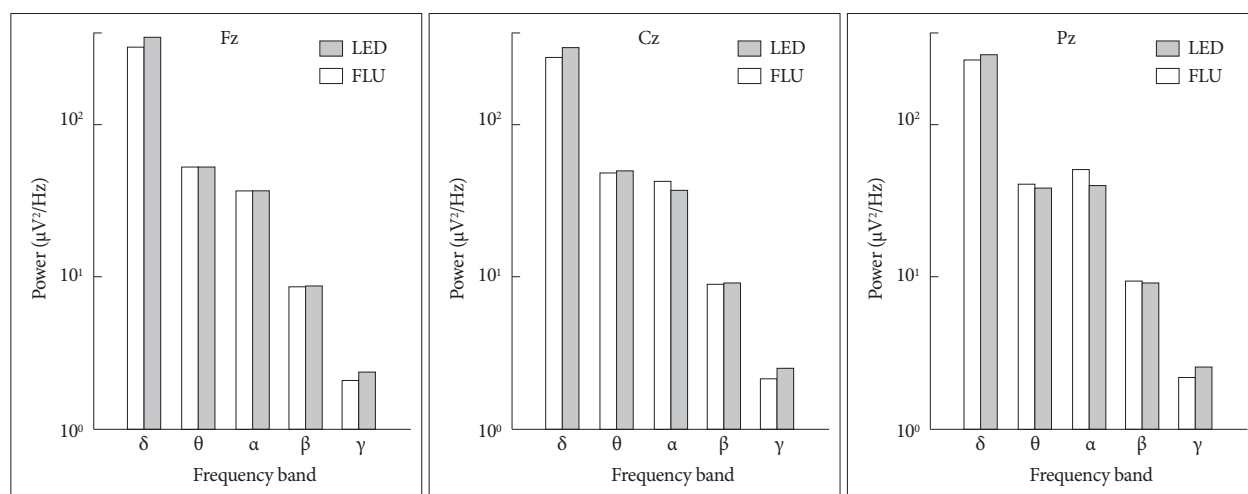 Fz
LED
FLU
10²
10¹
10⁰
Power (μV²/Hz)
δ θ α β γ
Frequency band
Cz
LED
FLU
10²
10¹
10⁰
Power (μV²/Hz)
δ θ α β γ
Frequency band
Pz
LED
FLU
10²
10¹
10⁰
Power (μV²/Hz)
δ θ α β γ
Frequency band